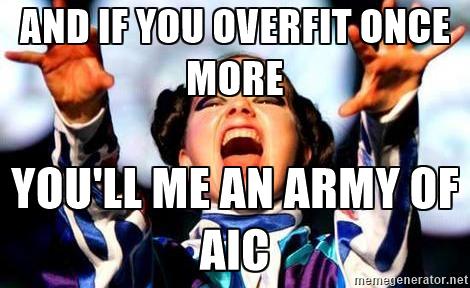 AND IF YOU OVERFIT ONCE
MORE
YOU'LL ME AN ARMY OF
AIC
memegenerator.net